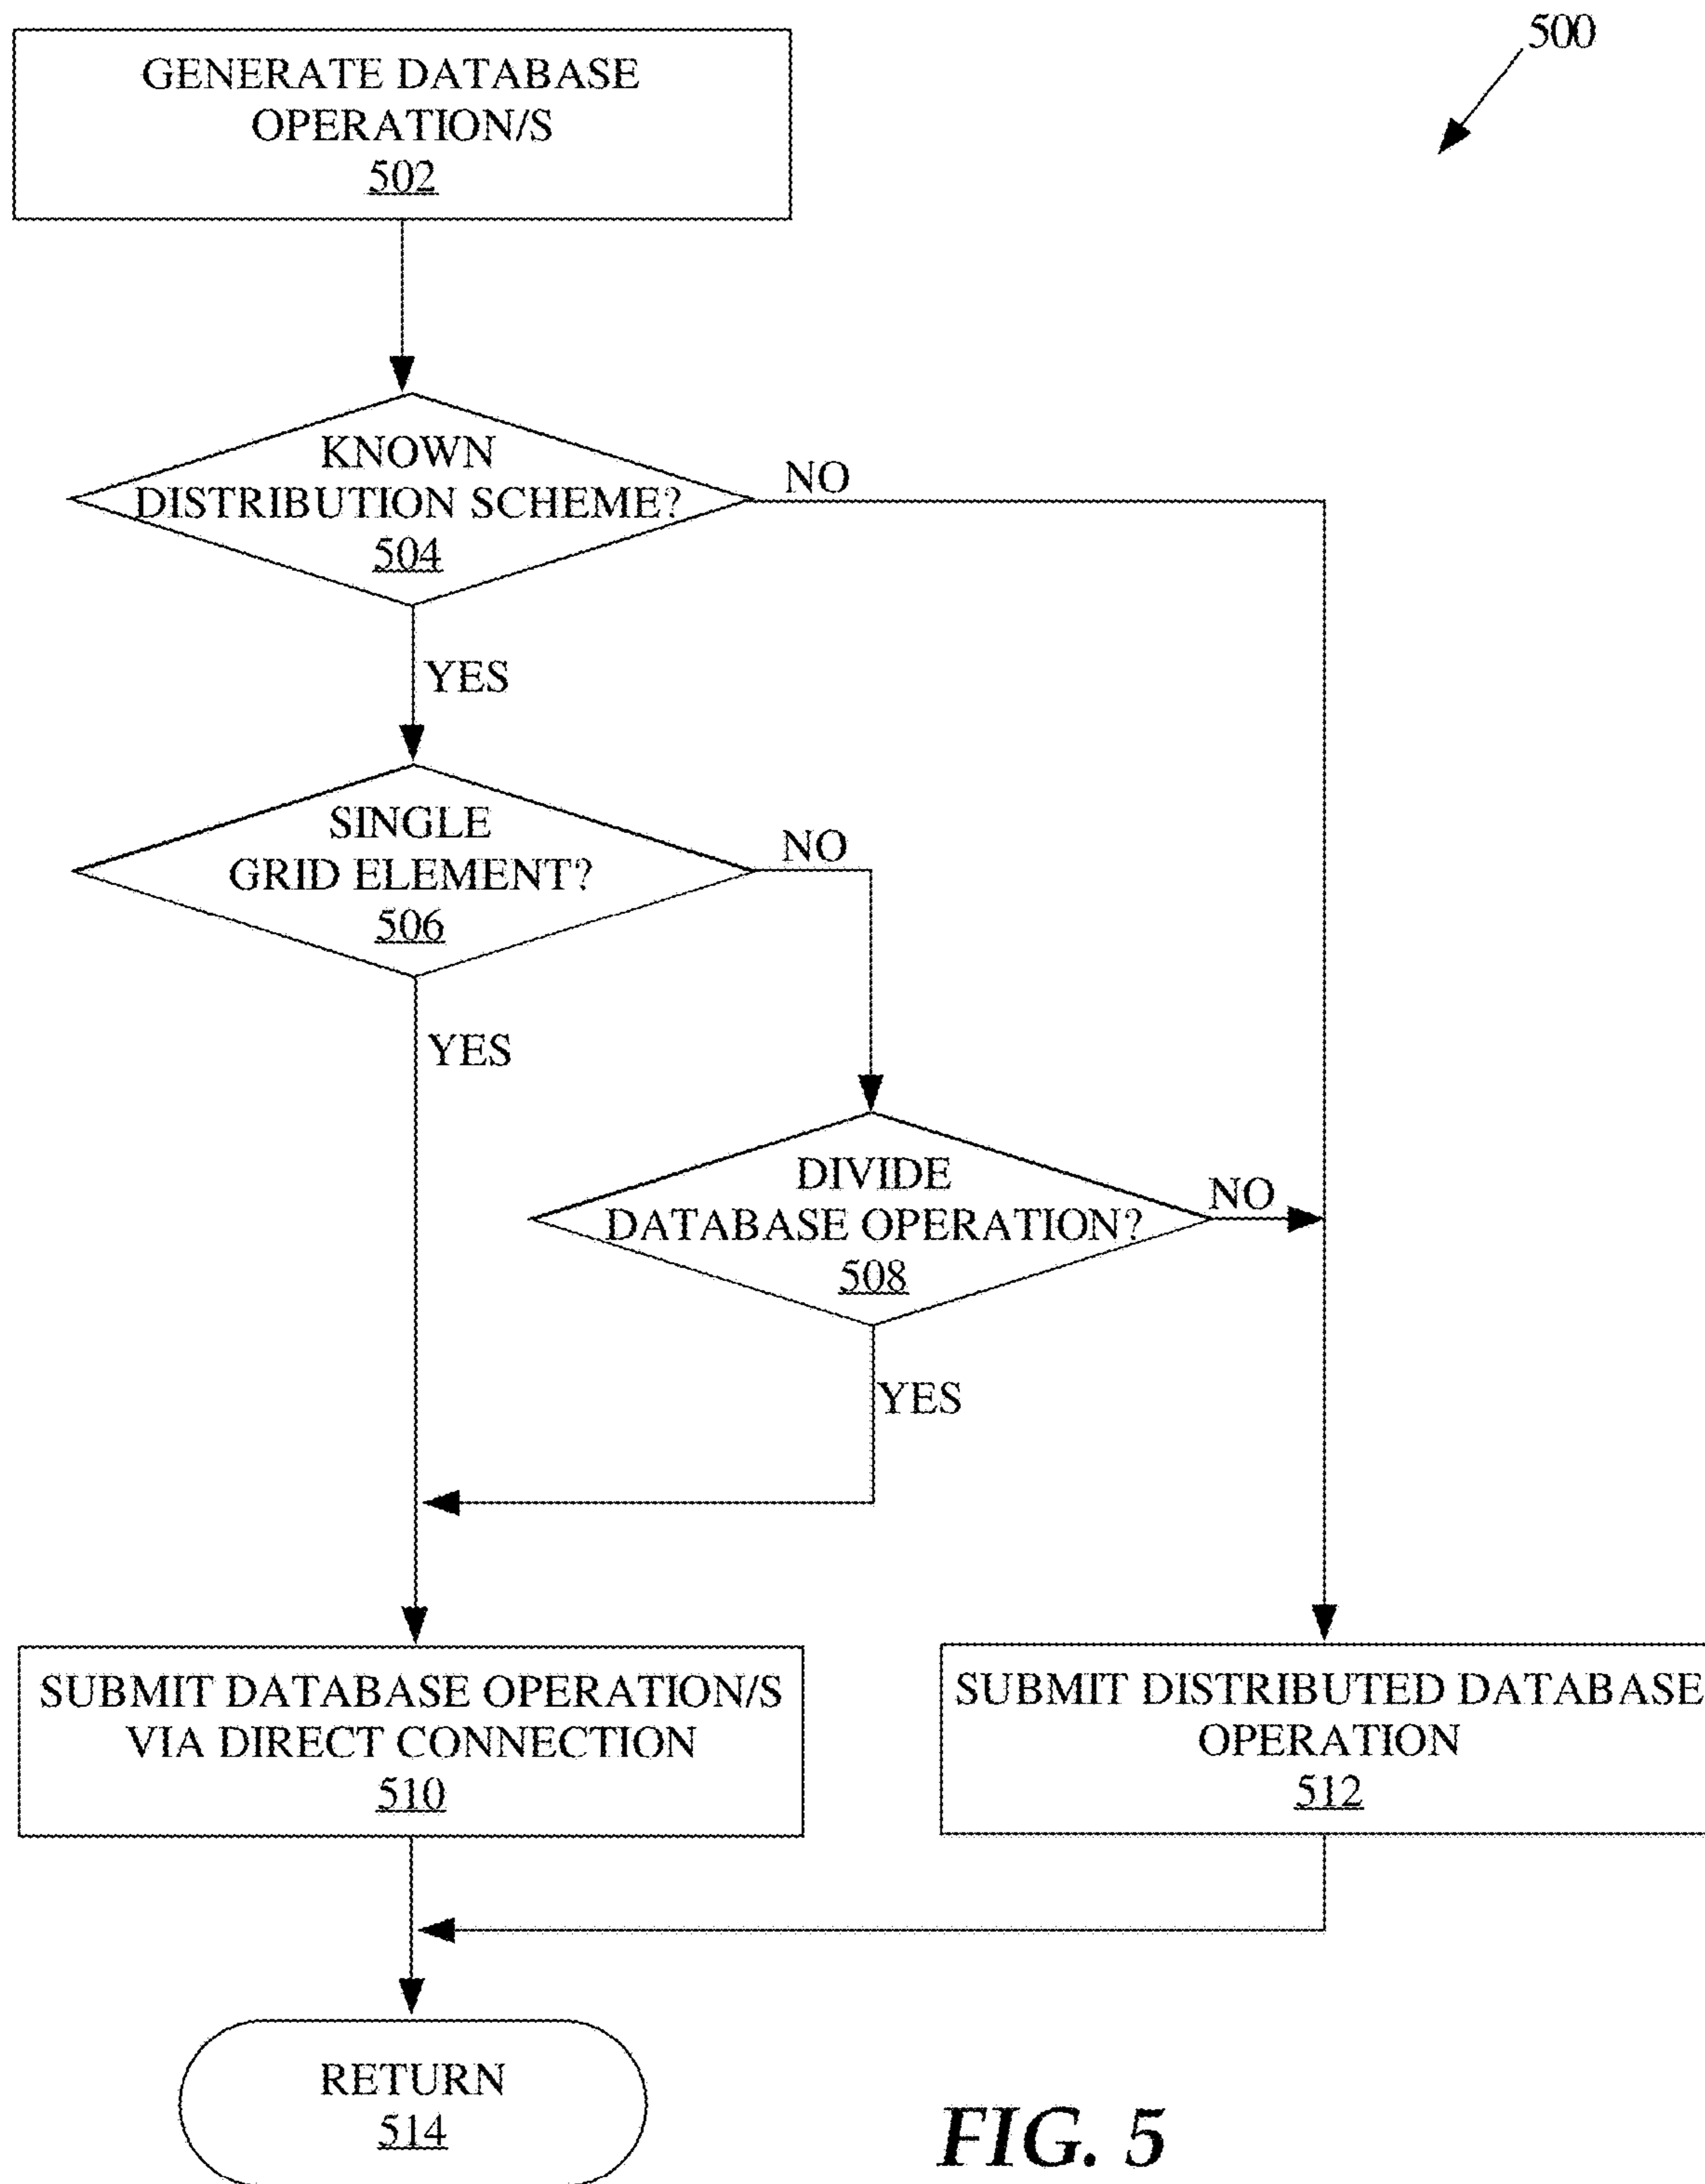 500
GENERATE DATABASE
OPERATION/S
502
KNOWN
DISTRIBUTION SCHEME?
504
NO
YES
SINGLE
GRID ELEMENT?
506
NO
YES
DIVIDE
DATABASE OPERATION?
508
NO
YES
SUBMIT DATABASE OPERATION/S
VIA DIRECT CONNECTION
510
SUBMIT DISTRIBUTED DATABASE
OPERATION
512
RETURN
514
FIG. 5